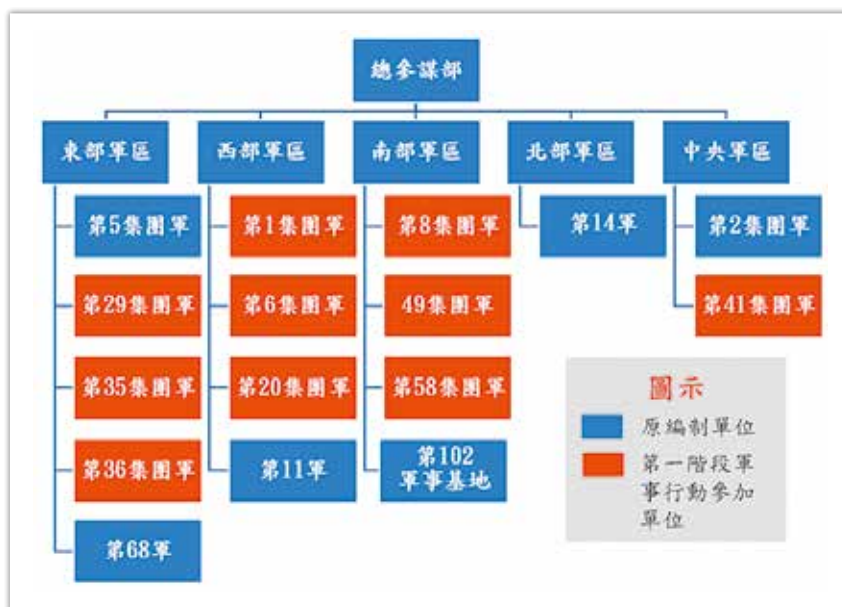 總參謀部
東部軍區
西部軍區
南部軍區
北部軍區
中央軍區
第5集團軍
第1集團軍
第8集團軍
第14軍
第2集團軍
第29集團軍
第6集團軍
49集團軍
第41集團軍
第35集團軍
第20集團軍
第58集團軍
第36集團軍
第11軍
第102
軍事基地
第68軍
圖示
原編制單位
第一階段軍
事行動參加
單位